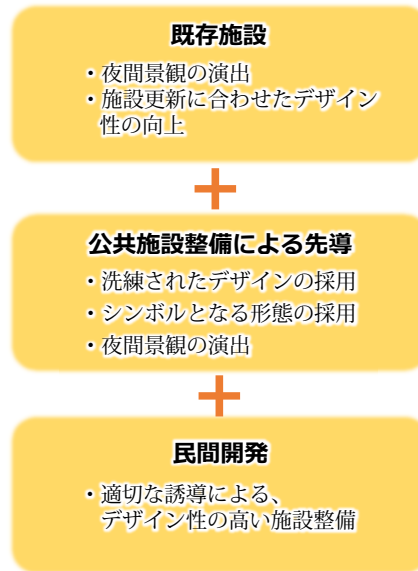 既存施設
・夜間景観の演出
・施設更新に合わせたデザイン
性の向上
+
公共施設整備による先導
・洗練されたデザインの採用
・シンボルとなる形態の採用
・夜間景観の演出
+
民間開発
・適切な誘導による、
デザイン性の高い施設整備